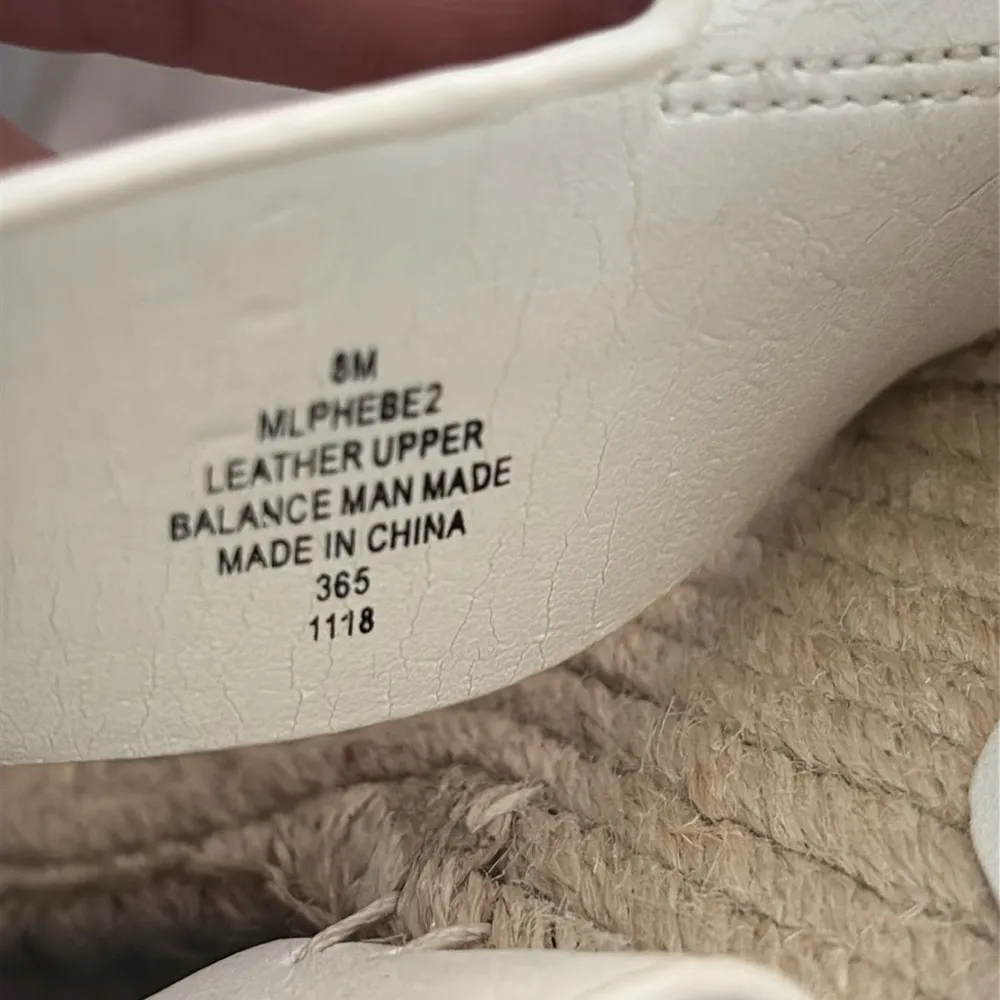 8M
MLPHEBE2
LEATHER UPPER
BALANCE MAN MADE
MADE IN CHINA
365
1118